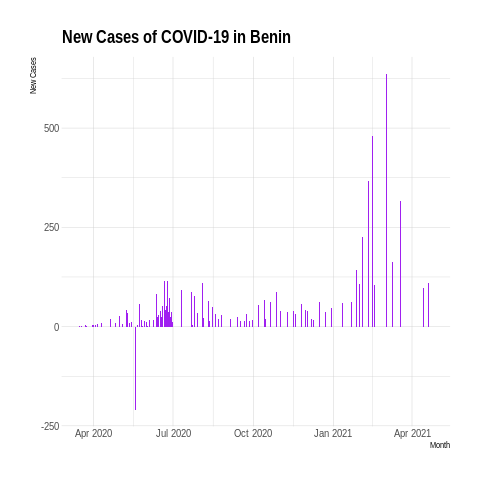 New Cases of COVID-19 in Benin
New Cases
500
250
0
-250
Apr 2020 Jul 2020 Oct 2020 Jan 2021 Apr 2021
Month